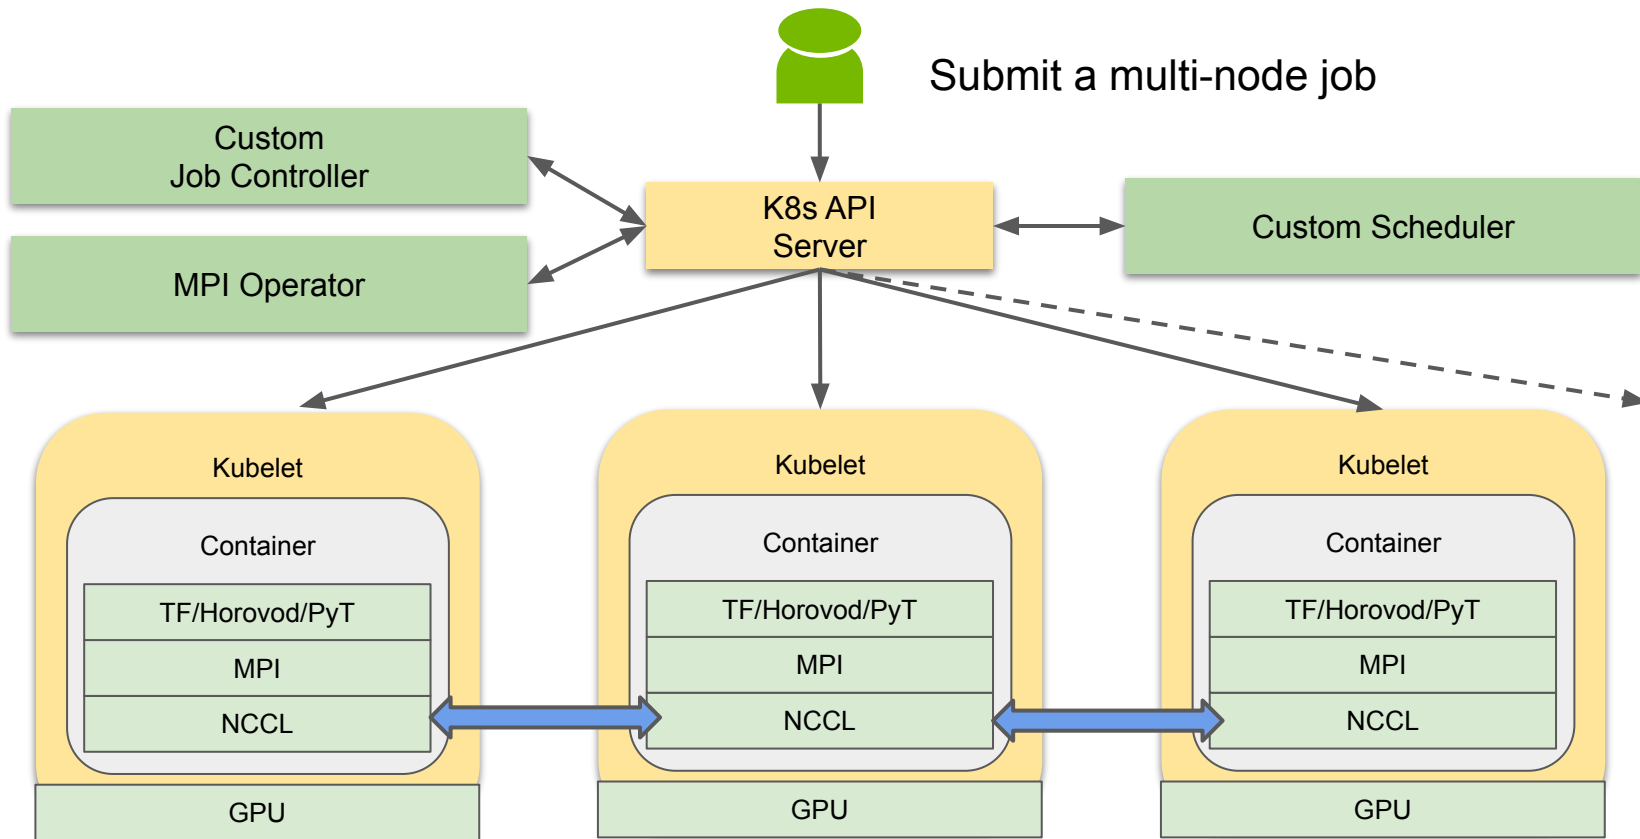 Submit a multi-node job
Custom
Job Controller
K8s API
Server
Custom Scheduler
MPI Operator
Kubelet
Container
TF/Horovod/PyT
MPI
NCCL
GPU
Kubelet
Container
TF/Horovod/PyT
MPI
NCCL
GPU
Kubelet
Container
TF/Horovod/PyT
MPI
NCCL
GPU